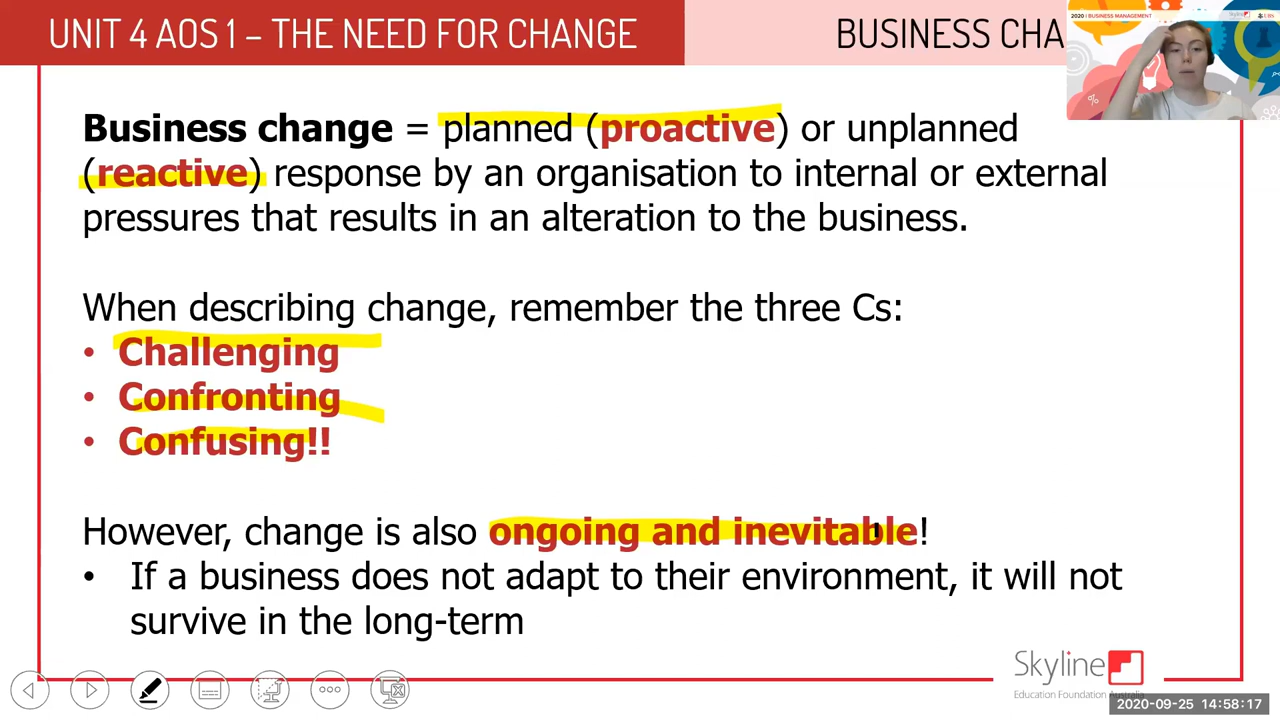 UNIT 4 AOS 1 – THE NEED FOR CHANGE
BUSINESS CHA
2020 | BUSINESS MANAGEMENT
Business change = planned (proactive) or unplanned
(reactive) response by an organisation to internal or external
pressures that results in an alteration to the business.
When describing change, remember the three Cs:
• Challenging
• Confronting
• Confusing!!
However, change is also ongoing and inevitable!
• If a business does not adapt to their environment, it will not
survive in the long-term
Skyline
Education Foundation Australia
2020-09-25 14:58:17